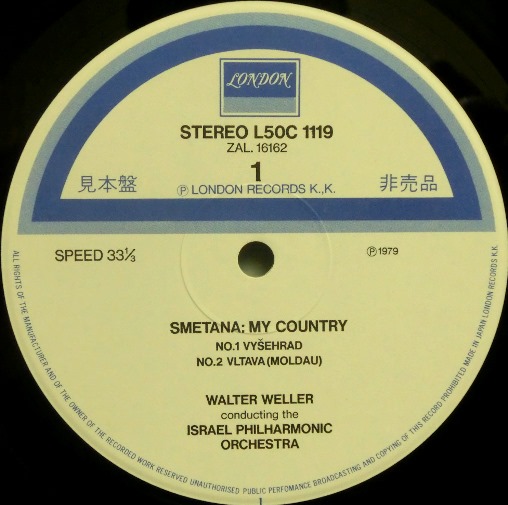 LONDON
STEREO L50C 1119
ZAL. 16162
1
見本盤
非売品
Ⓟ LONDON RECORDS K.,K.
SPEED 33⅓
Ⓟ 1979
SMETANA: MY COUNTRY
NO.1 VYŠEHRAD
NO.2 VLTAVA (MOLDAU)
WALTER WELLER
conducting the
ISRAEL PHILHARMONIC
ORCHESTRA
ALL RIGHTS OF THE MANUFACTURER AND OF THE OWNER OF THE RECORDED WORK RESERVED UNAUTHORISED PUBLIC PERFOMANCE BROADCASTING AND COPYING OF THIS RECORD PROHIBITED MADE IN JAPAN LONDON RECORDS K.K.